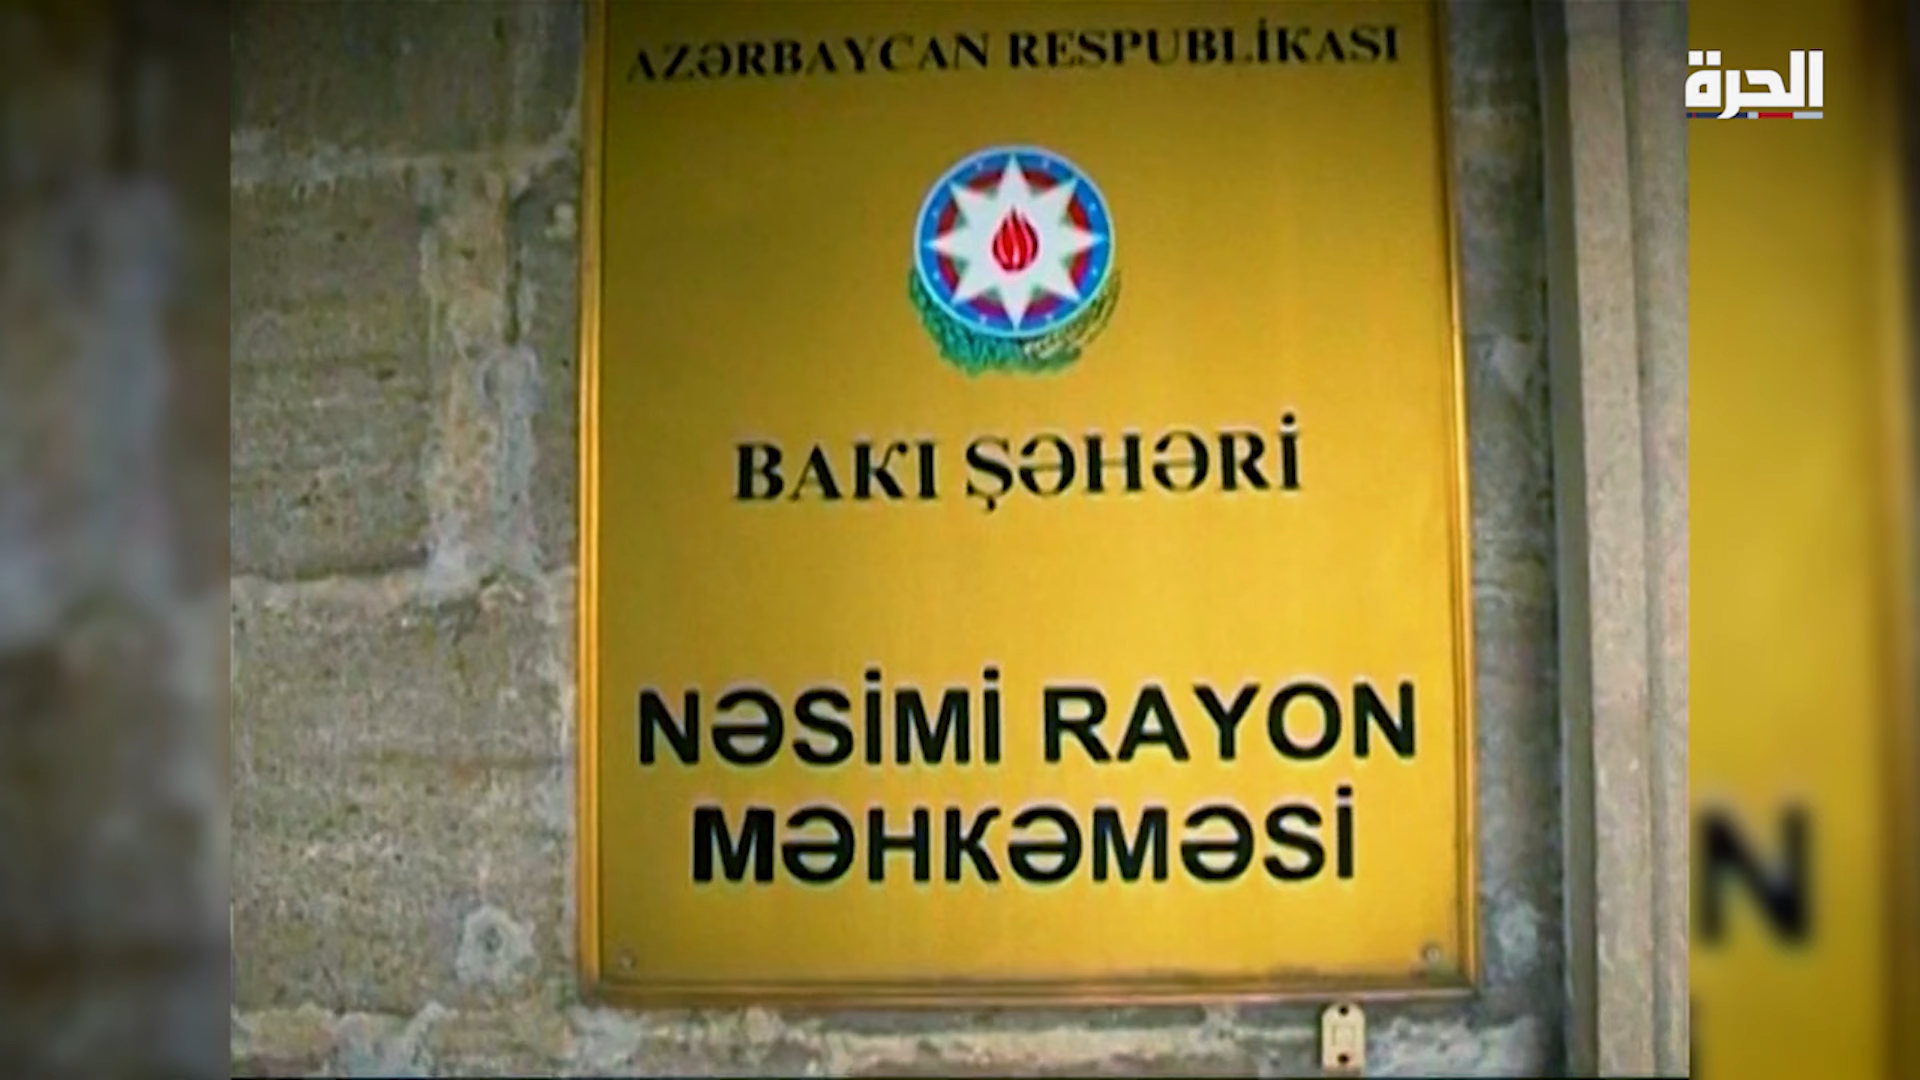 AZƏRBAYCAN RESPUBLİKASI
الحرة
BAKI ŞƏHƏRİ
NƏSİMİ RAYON
MƏHKƏMƏSİ
N